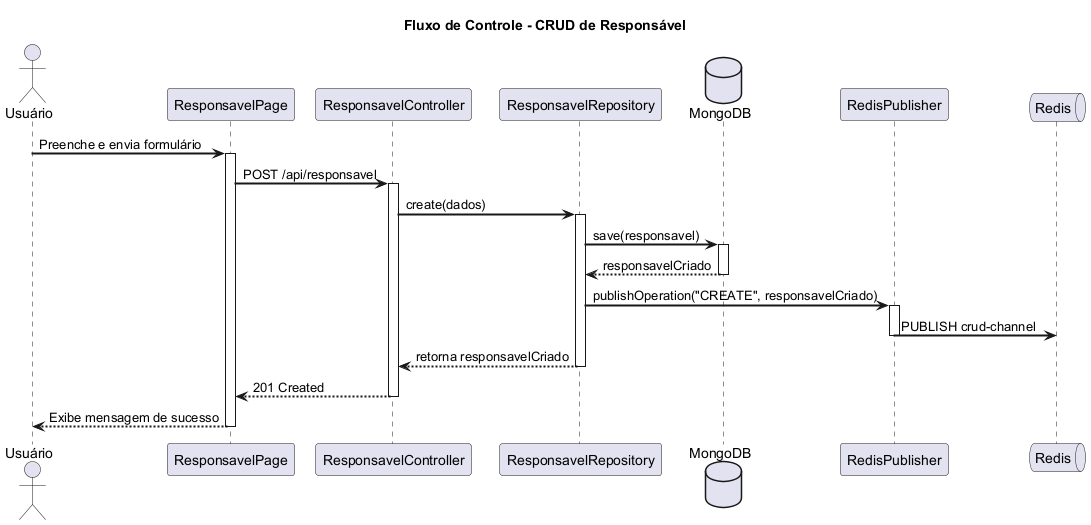 Fluxo de Controle - CRUD de Responsável
Usuário
ResponsavelPage
ResponsavelController
ResponsavelRepository
MongoDB
RedisPublisher
Redis
Preenche e envia formulário
POST /api/responsavel
create(dados)
save(responsavel)
responsavelCriado
publishOperation("CREATE", responsavelCriado)
PUBLISH crud-channel
retorna responsavelCriado
201 Created
Exibe mensagem de sucesso
Usuário
ResponsavelPage
ResponsavelController
ResponsavelRepository
MongoDB
RedisPublisher
Redis